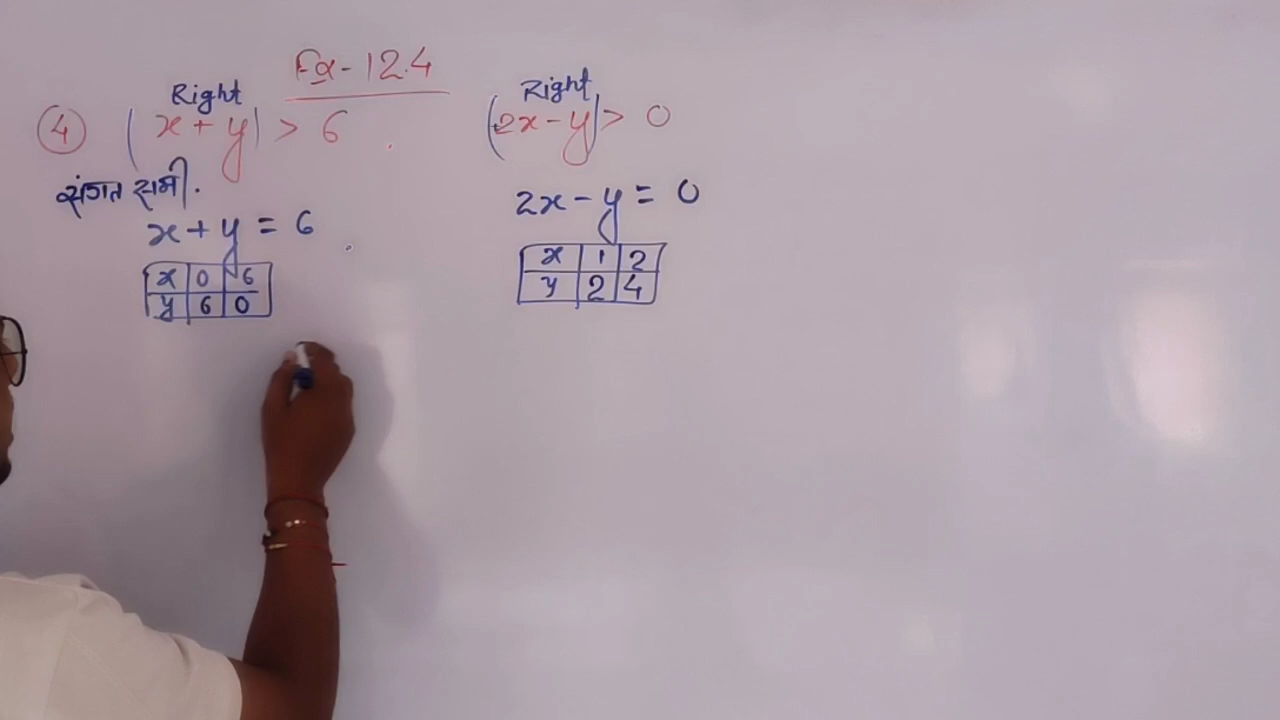 Ex-12.4
Right
④ (x + y) > 6
संगत समी.
x + y = 6
x 0 6
y 6 0
Right
(2x - y) > 0
2x - y = 0
x 1 2
y 2 4